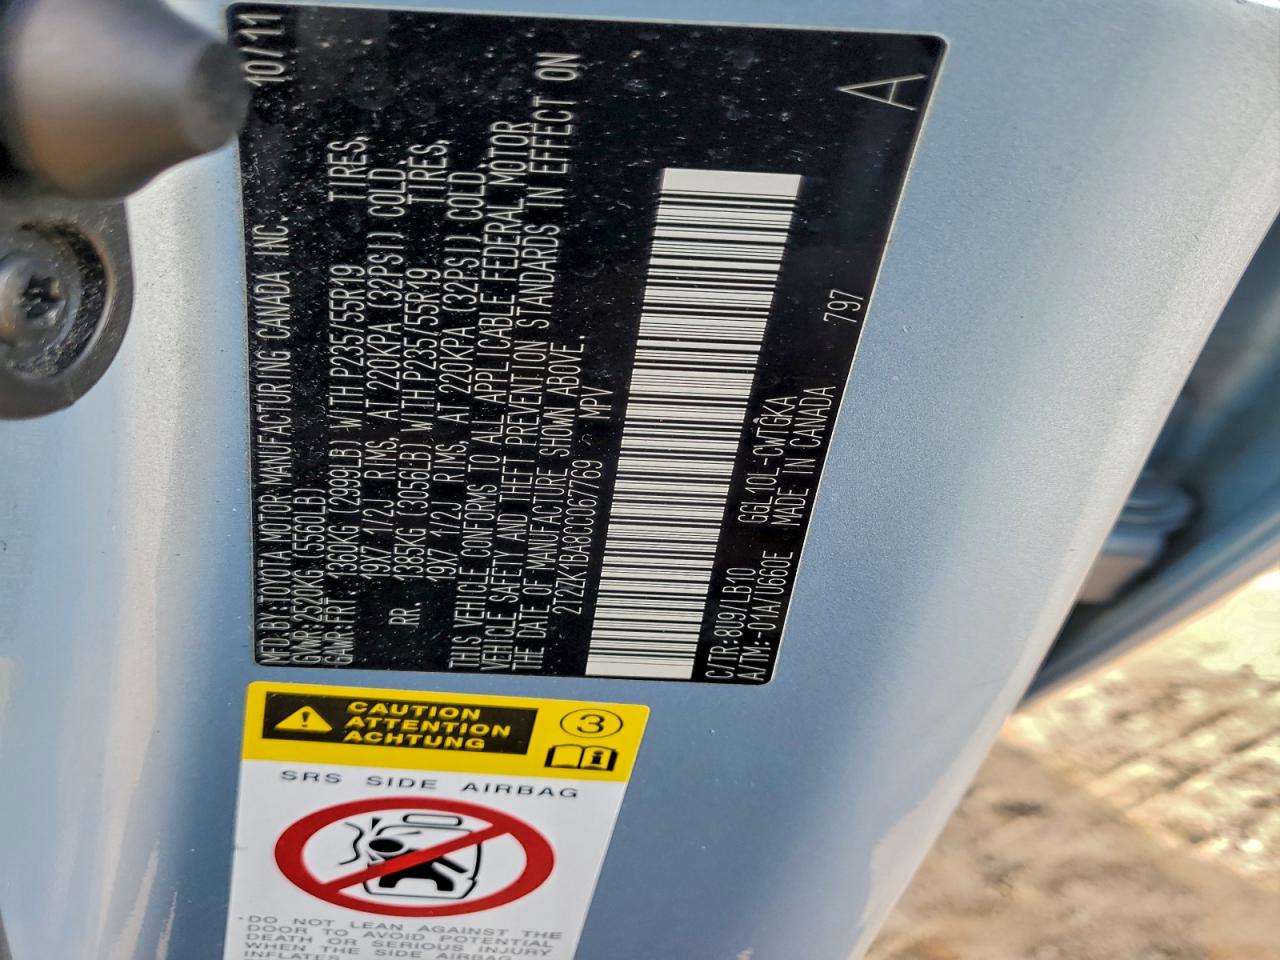 MFD.BY:TOYOTA MOTOR MANUFACTURING CANADA INC. 10/11
GVWR:2520KG(5560LB)
GAWR:FRT. 1360KG (2999LB) WITH P235/55R19 TIRES,
19X7 1/2J RIMS, AT 220KPA (32PSI) COLD
RR. 1385KG (3056LB) WITH P235/55R19 TIRES,
19X7 1/2J RIMS, AT 220KPA (32PSI) COLD
THIS VEHICLE CONFORMS TO ALL APPLICABLE FEDERAL MOTOR
VEHICLE SAFETY AND THEFT PREVENTION STANDARDS IN EFFECT ON
THE DATE OF MANUFACTURE SHOWN ABOVE.
2T2ZK1BA8CC067769 MPV
C/TR:8U9/LB10 GGL10L-CWTGKA 797 A
A/TM:-01A/U660E MADE IN CANADA
CAUTION
ATTENTION
ACHTUNG
3
SRS SIDE AIRBAG
·DO NOT LEAN AGAINST THE
DOOR TO AVOID POTENTIAL
DEATH OR SERIOUS INJURY
WHEN THE SIDE AIRBAG
INFLATES.